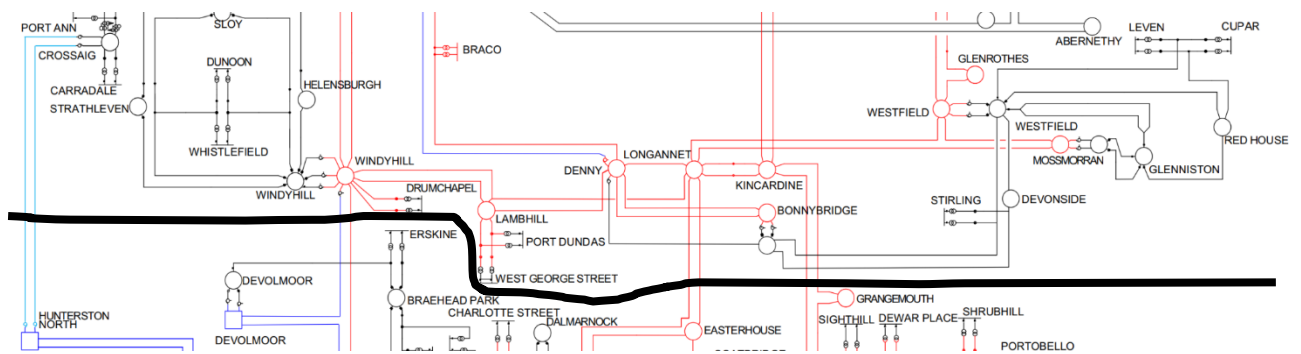 PORT ANN
SLOY
LEVEN
CUPAR
ABERNETHY
CROSSAIG
BRACO
DUNOON
GLENROTHES
CARRADALE
HELENSBURGH
STRATHLEVEN
WESTFIELD
WESTFIELD
RED HOUSE
WHISTLEFIELD
WINDYHILL
LONGANNET
MOSSMORRAN
GLENNISTON
DENNY
KINCARDINE
WINDYHILL
DRUMCHAPEL
STIRLING
DEVONSIDE
BONNYBRIDGE
LAMBHILL
ERSKINE
PORT DUNDAS
DEVOLMOOR
WEST GEORGE STREET
BRAEHEAD PARK
GRANGEMOUTH
HUNTERSTON
NORTH
CHARLOTTE STREET
DALMARNOCK
EASTERHOUSE
SIGHTHILL
DEWAR PLACE
SHRUBHILL
DEVOLMOOR
PORTOBELLO